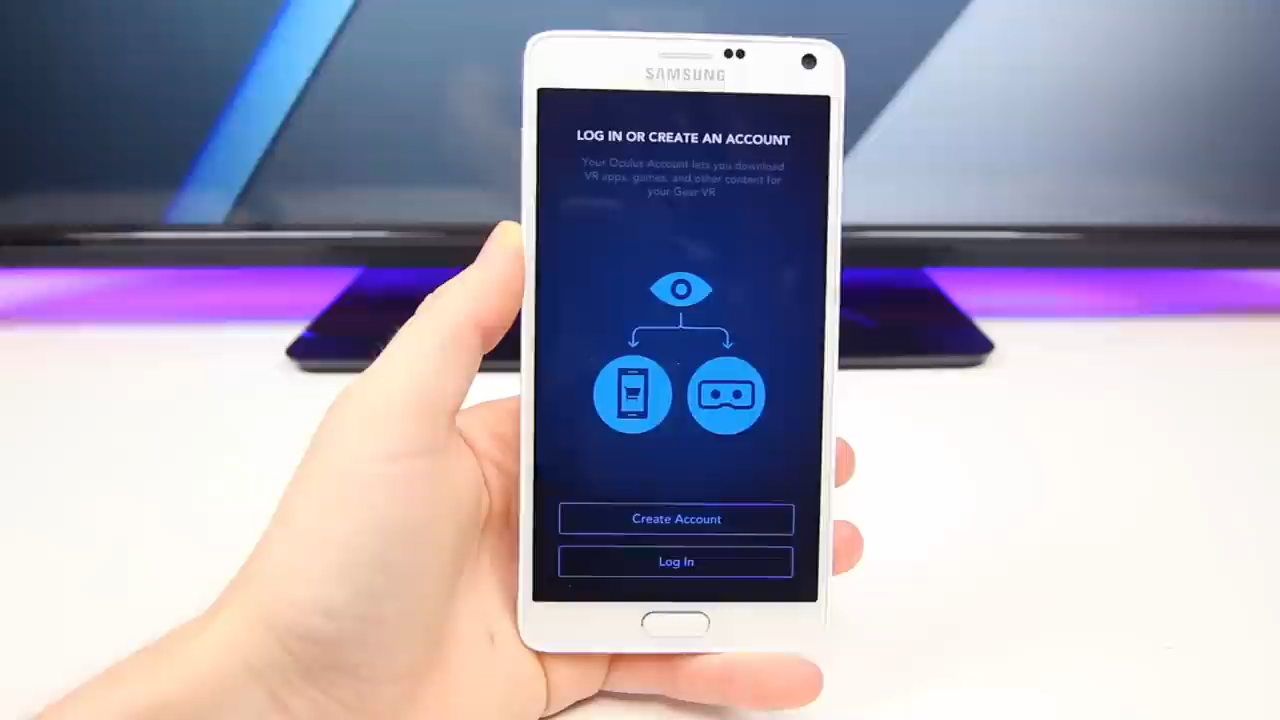 SAMSUNG
LOG IN OR CREATE AN ACCOUNT
Your Oculus Account lets you download
VR apps, games, and other content for
your Gear VR
Create Account
Log In